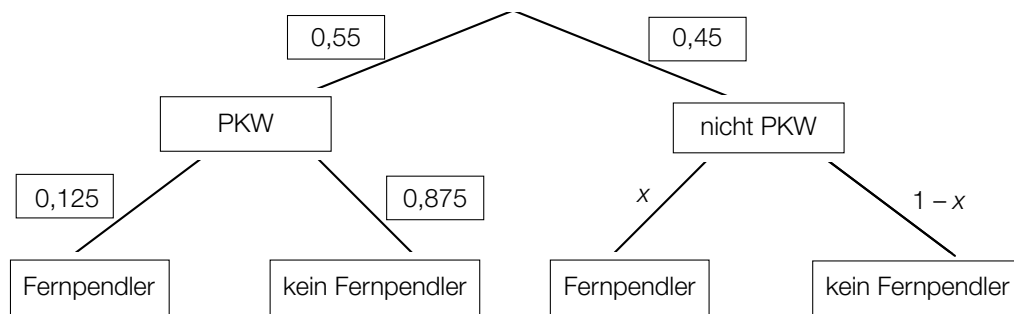 0,55
0,45
PKW
nicht PKW
0,125
0,875
x
1 – x
Fernpendler
kein Fernpendler
Fernpendler
kein Fernpendler